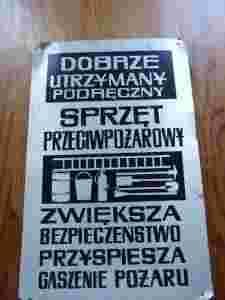 DOBRZE
UTRZYMANY
PODRĘCZNY
SPRZĘT
PRZECIWPOŻAROWY
ZWIĘKSZA
BEZPIECZEŃSTWO
PRZYSPIESZA
GASZENIE POŻARU